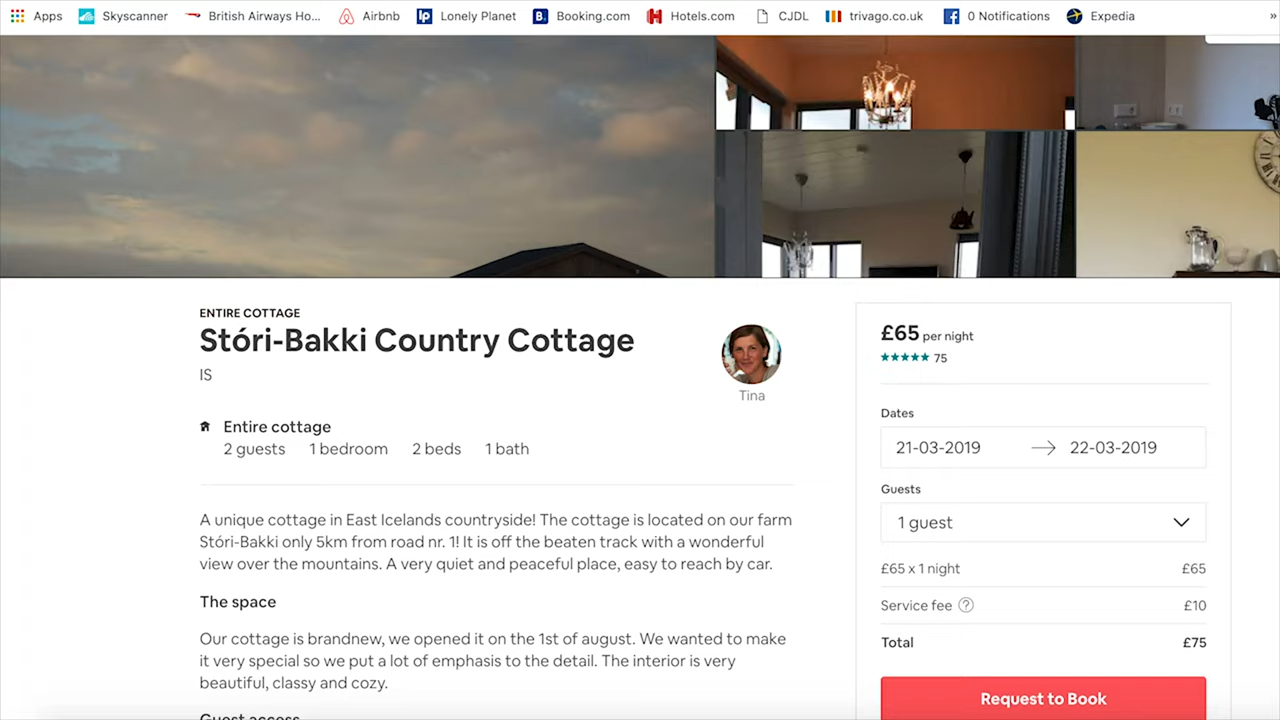 Apps Skyscanner British Airways Ho... Airbnb Lonely Planet Booking.com Hotels.com CJDL trivago.co.uk 0 Notifications Expedia »
ENTIRE COTTAGE
Stóri-Bakki Country Cottage
IS
Tina
Entire cottage
2 guests 1 bedroom 2 beds 1 bath
A unique cottage in East Icelands countryside! The cottage is located on our farm
Stóri-Bakki only 5km from road nr. 1! It is off the beaten track with a wonderful
view over the mountains. A very quiet and peaceful place, easy to reach by car.
The space
Our cottage is brandnew, we opened it on the 1st of august. We wanted to make
it very special so we put a lot of emphasis to the detail. The interior is very
beautiful, classy and cozy.
Guest access
£65 per night
75
Dates
21-03-2019 → 22-03-2019
Guests
1 guest
£65 x 1 night £65
Service fee ? £10
Total £75
Request to Book